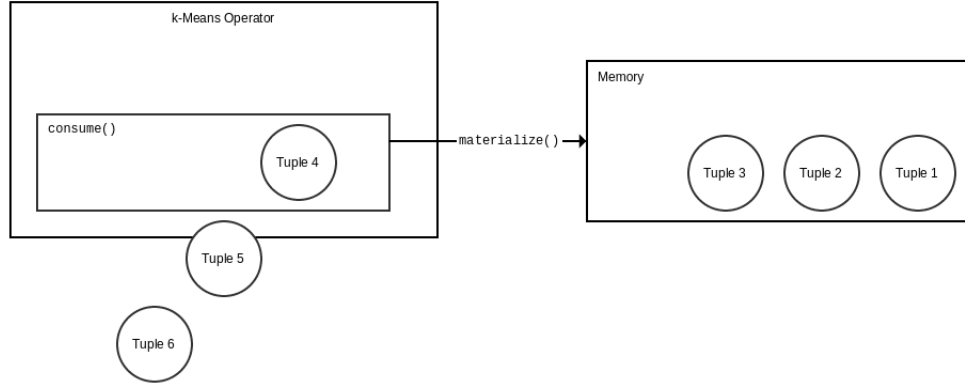 k-Means Operator
Memory
consume()
materialize()
Tuple 4
Tuple 3
Tuple 2
Tuple 1
Tuple 5
Tuple 6